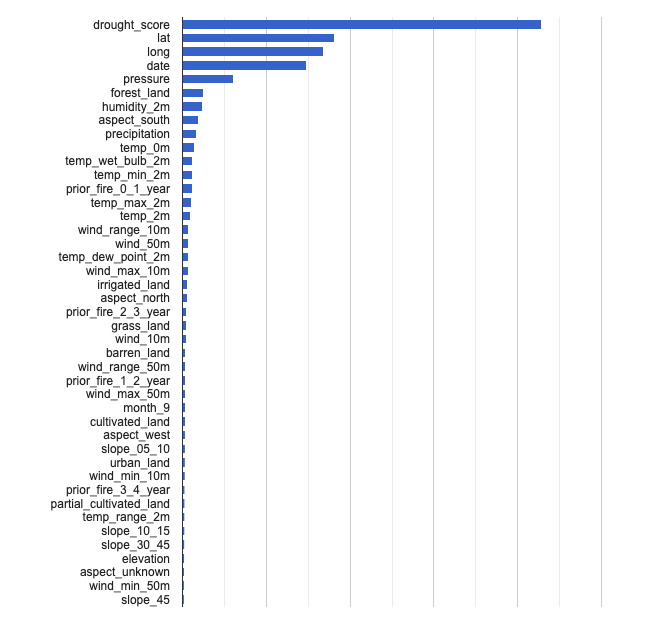 drought_score
lat
long
date
pressure
forest_land
humidity_2m
aspect_south
precipitation
temp_0m
temp_wet_bulb_2m
temp_min_2m
prior_fire_0_1_year
temp_max_2m
temp_2m
wind_range_10m
wind_50m
temp_dew_point_2m
wind_max_10m
irrigated_land
aspect_north
prior_fire_2_3_year
grass_land
wind_10m
barren_land
wind_range_50m
prior_fire_1_2_year
wind_max_50m
month_9
cultivated_land
aspect_west
slope_05_10
urban_land
wind_min_10m
prior_fire_3_4_year
partial_cultivated_land
temp_range_2m
slope_10_15
slope_30_45
elevation
aspect_unknown
wind_min_50m
slope_45